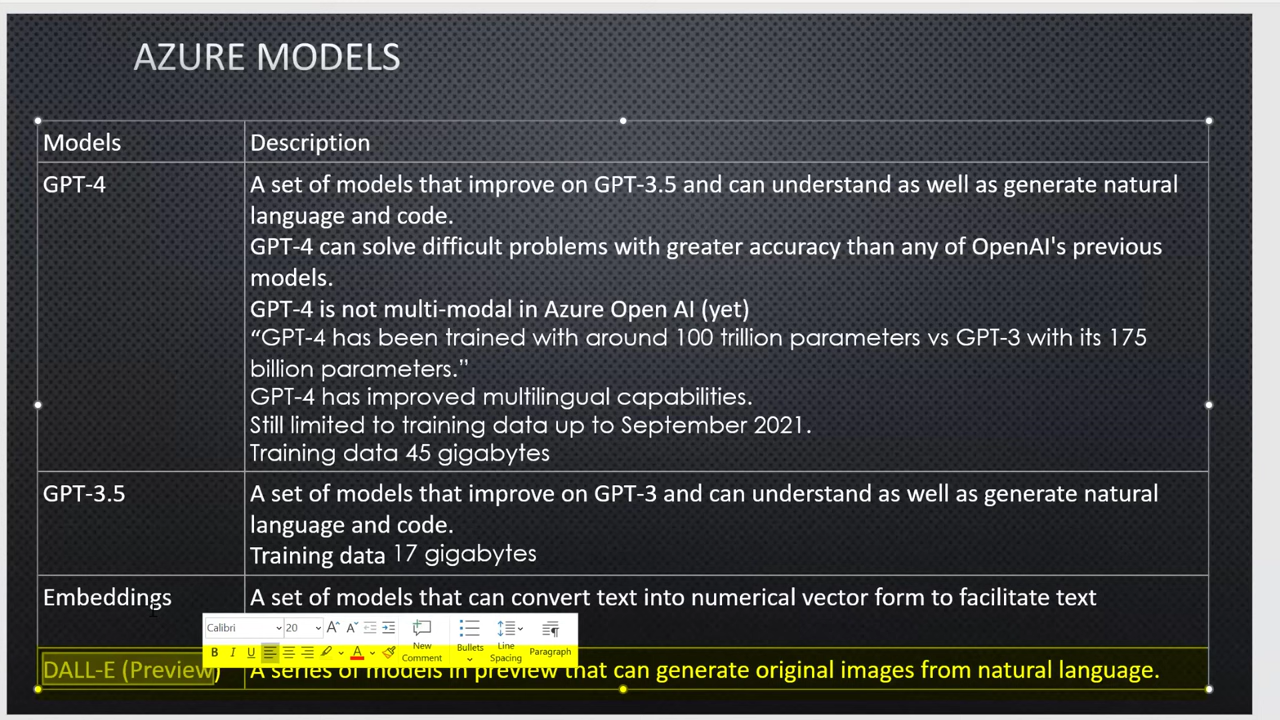 AZURE MODELS
Models Description
GPT-4 A set of models that improve on GPT-3.5 and can understand as well as generate natural
language and code.
GPT-4 can solve difficult problems with greater accuracy than any of OpenAI's previous
models.
GPT-4 is not multi-modal in Azure Open AI (yet)
“GPT-4 has been trained with around 100 trillion parameters vs GPT-3 with its 175
billion parameters.”
GPT-4 has improved multilingual capabilities.
Still limited to training data up to September 2021.
Training data 45 gigabytes
GPT-3.5 A set of models that improve on GPT-3 and can understand as well as generate natural
language and code.
Training data 17 gigabytes
Embeddings A set of models that can convert text into numerical vector form to facilitate text
Calibri 20 A A
B I U A New Comment Bullets Line Spacing Paragraph
DALL-E (Preview) A series of models in preview that can generate original images from natural language.